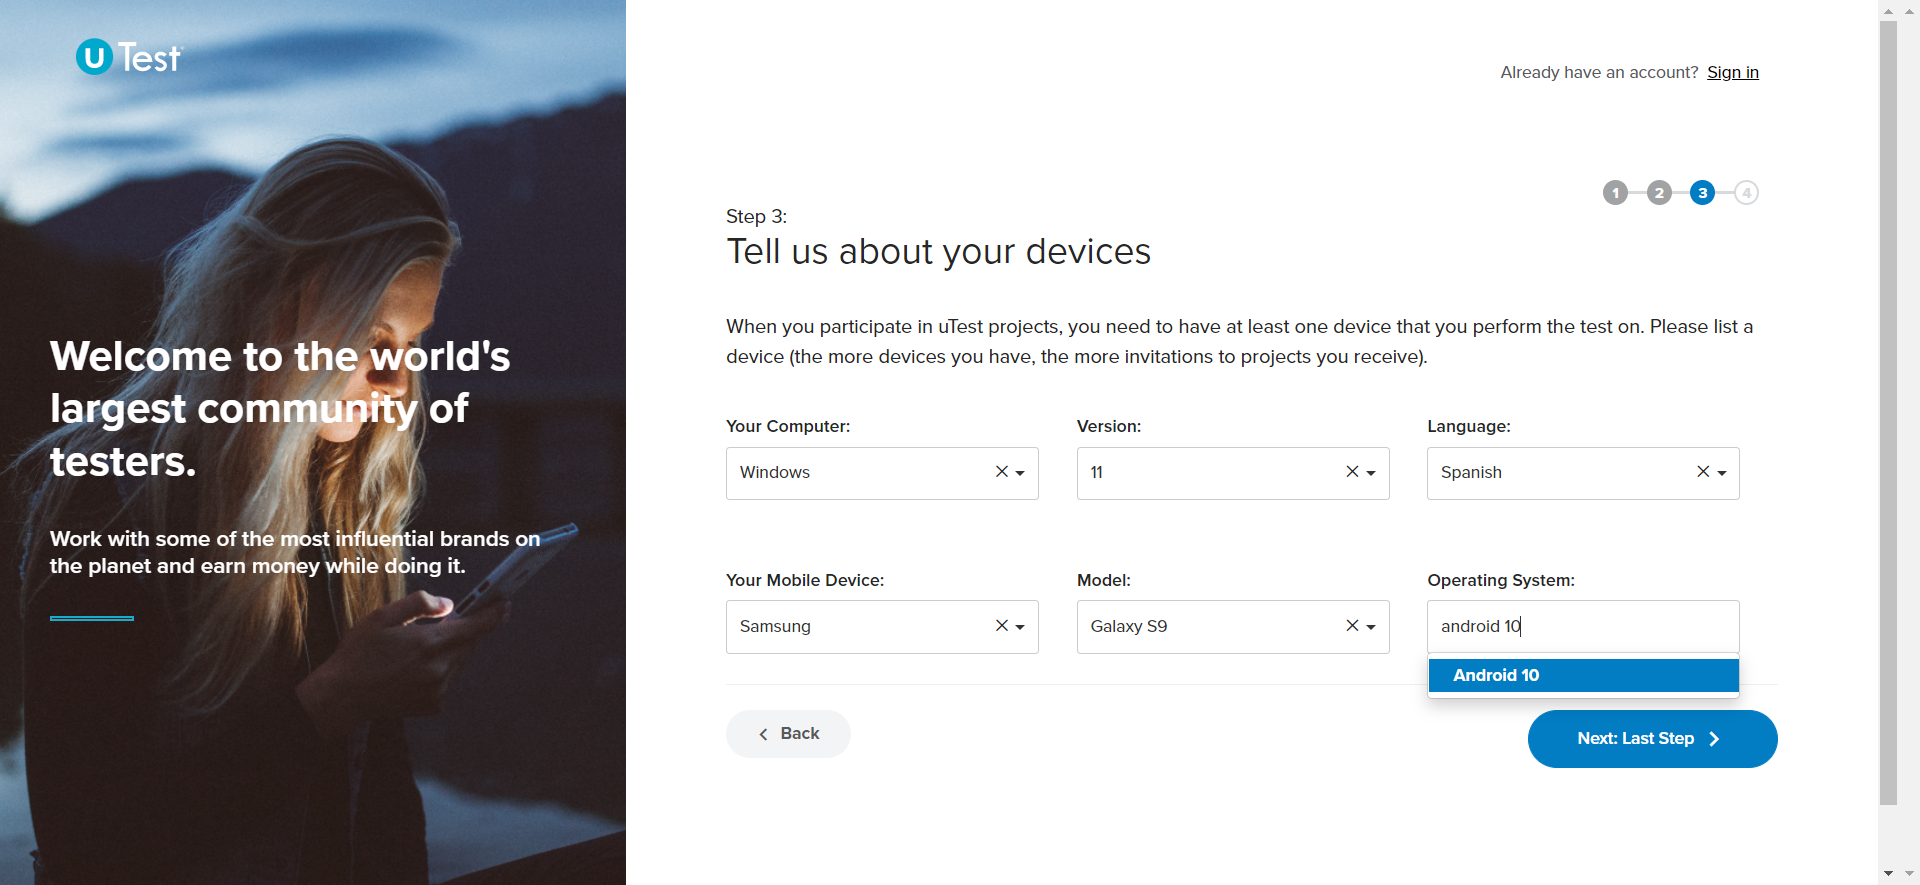 U Test
Already have an account? Sign in
1 2 3 4
Step 3:
Tell us about your devices
When you participate in uTest projects, you need to have at least one device that you perform the test on. Please list a
device (the more devices you have, the more invitations to projects you receive).
Welcome to the world's
largest community of
testers.
Work with some of the most influential brands on
the planet and earn money while doing it.
Your Computer: Version: Language:
Windows 11 Spanish
Your Mobile Device: Model: Operating System:
Samsung Galaxy S9 android 10
Android 10
Back Next: Last Step